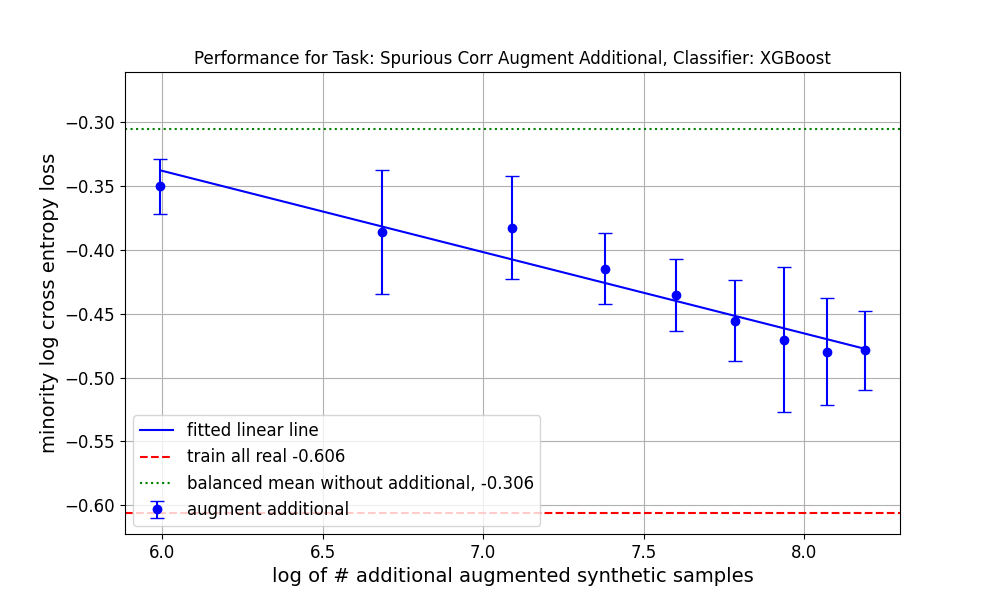 Performance for Task: Spurious Corr Augment Additional, Classifier: XGBoost
minority log cross entropy loss
−0.30
−0.35
−0.40
−0.45
−0.50
−0.55
−0.60
fitted linear line
train all real -0.606
balanced mean without additional, -0.306
augment additional
6.0
6.5
7.0
7.5
8.0
log of # additional augmented synthetic samples